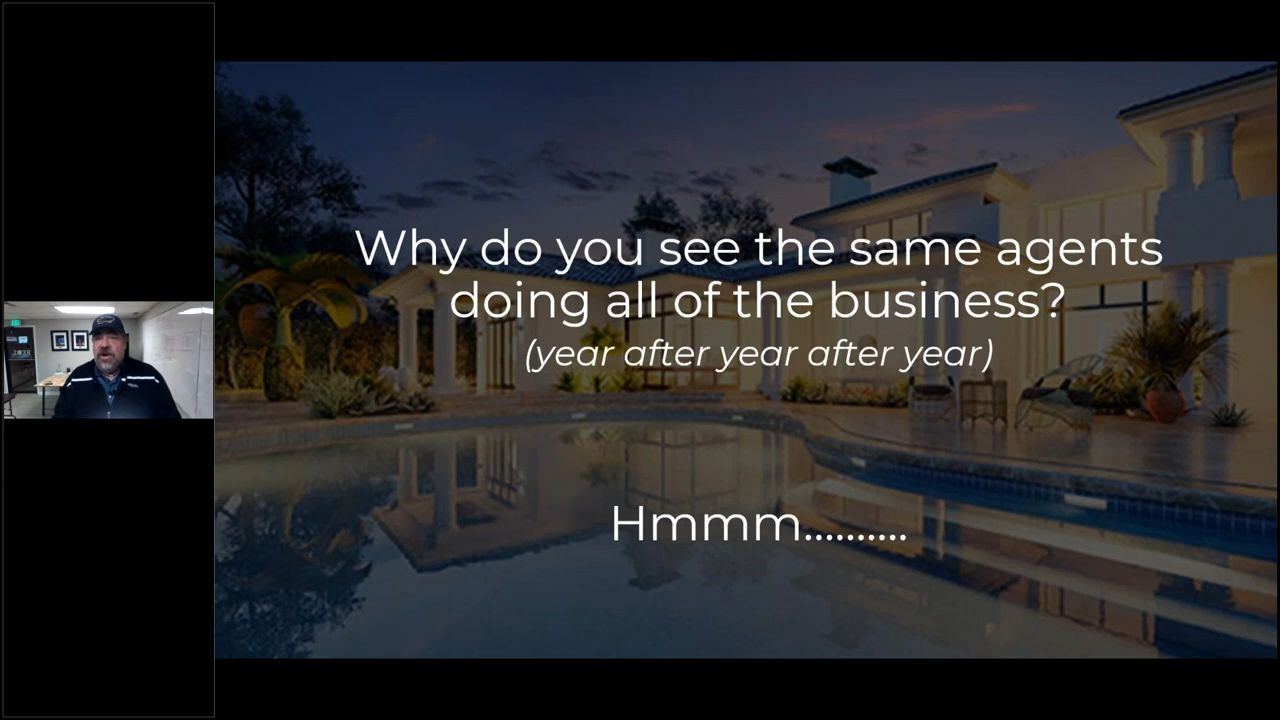 Why do you see the same agents
doing all of the business?
(year after year after year)
Hmmm..........